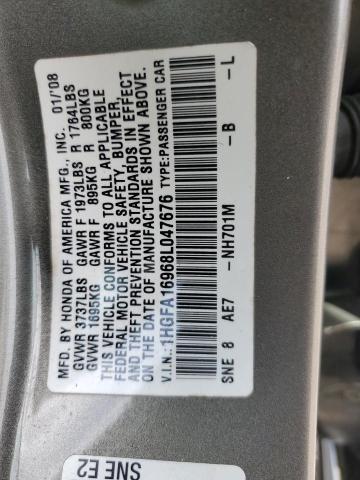 MFD. BY HONDA OF AMERICA MFG., INC. 01/'08
GVWR 3737LBS GAWR F 1973LBS R 1764LBS
GVWR 1695KG GAWR F 895KG R 800KG
THIS VEHICLE CONFORMS TO ALL APPLICABLE
FEDERAL MOTOR VEHICLE SAFETY, BUMPER,
AND THEFT PREVENTION STANDARDS IN EFFECT
ON THE DATE OF MANUFACTURE SHOWN ABOVE.
V.I.N.: 1HGFA16968L047676 TYPE:PASSENGER CAR
SNE 8 AE7 -NH701M -B -L
SNE E2